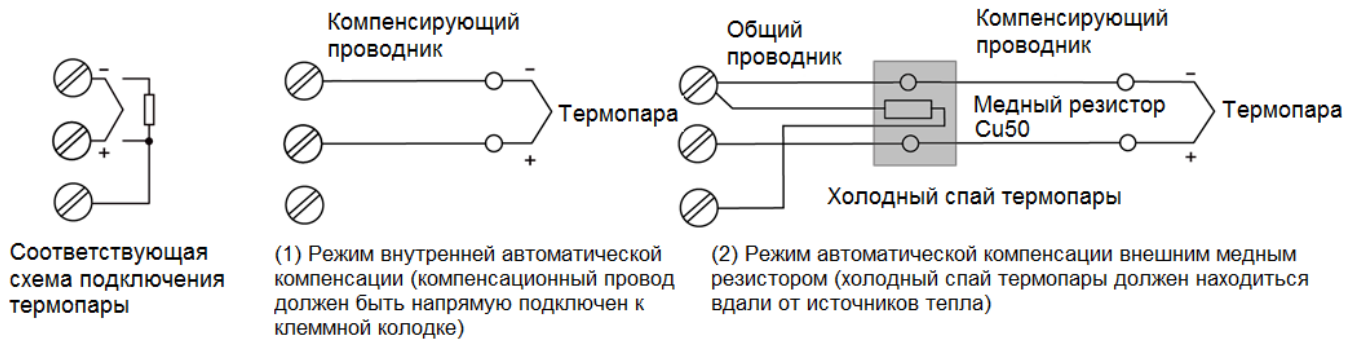 Компенсирующий
проводник
Общий
проводник
Компенсирующий
проводник
−
+
−
+
Термопара
−
+
Термопара
Медный резистор
Cu50
Холодный спай термопары
Соответствующая
схема подключения
термопары
(1) Режим внутренней автоматической
компенсации (компенсационный провод
должен быть напрямую подключен к
клеммной колодке)
(2) Режим автоматической компенсации внешним медным
резистором (холодный спай термопары должен находиться
вдали от источников тепла)